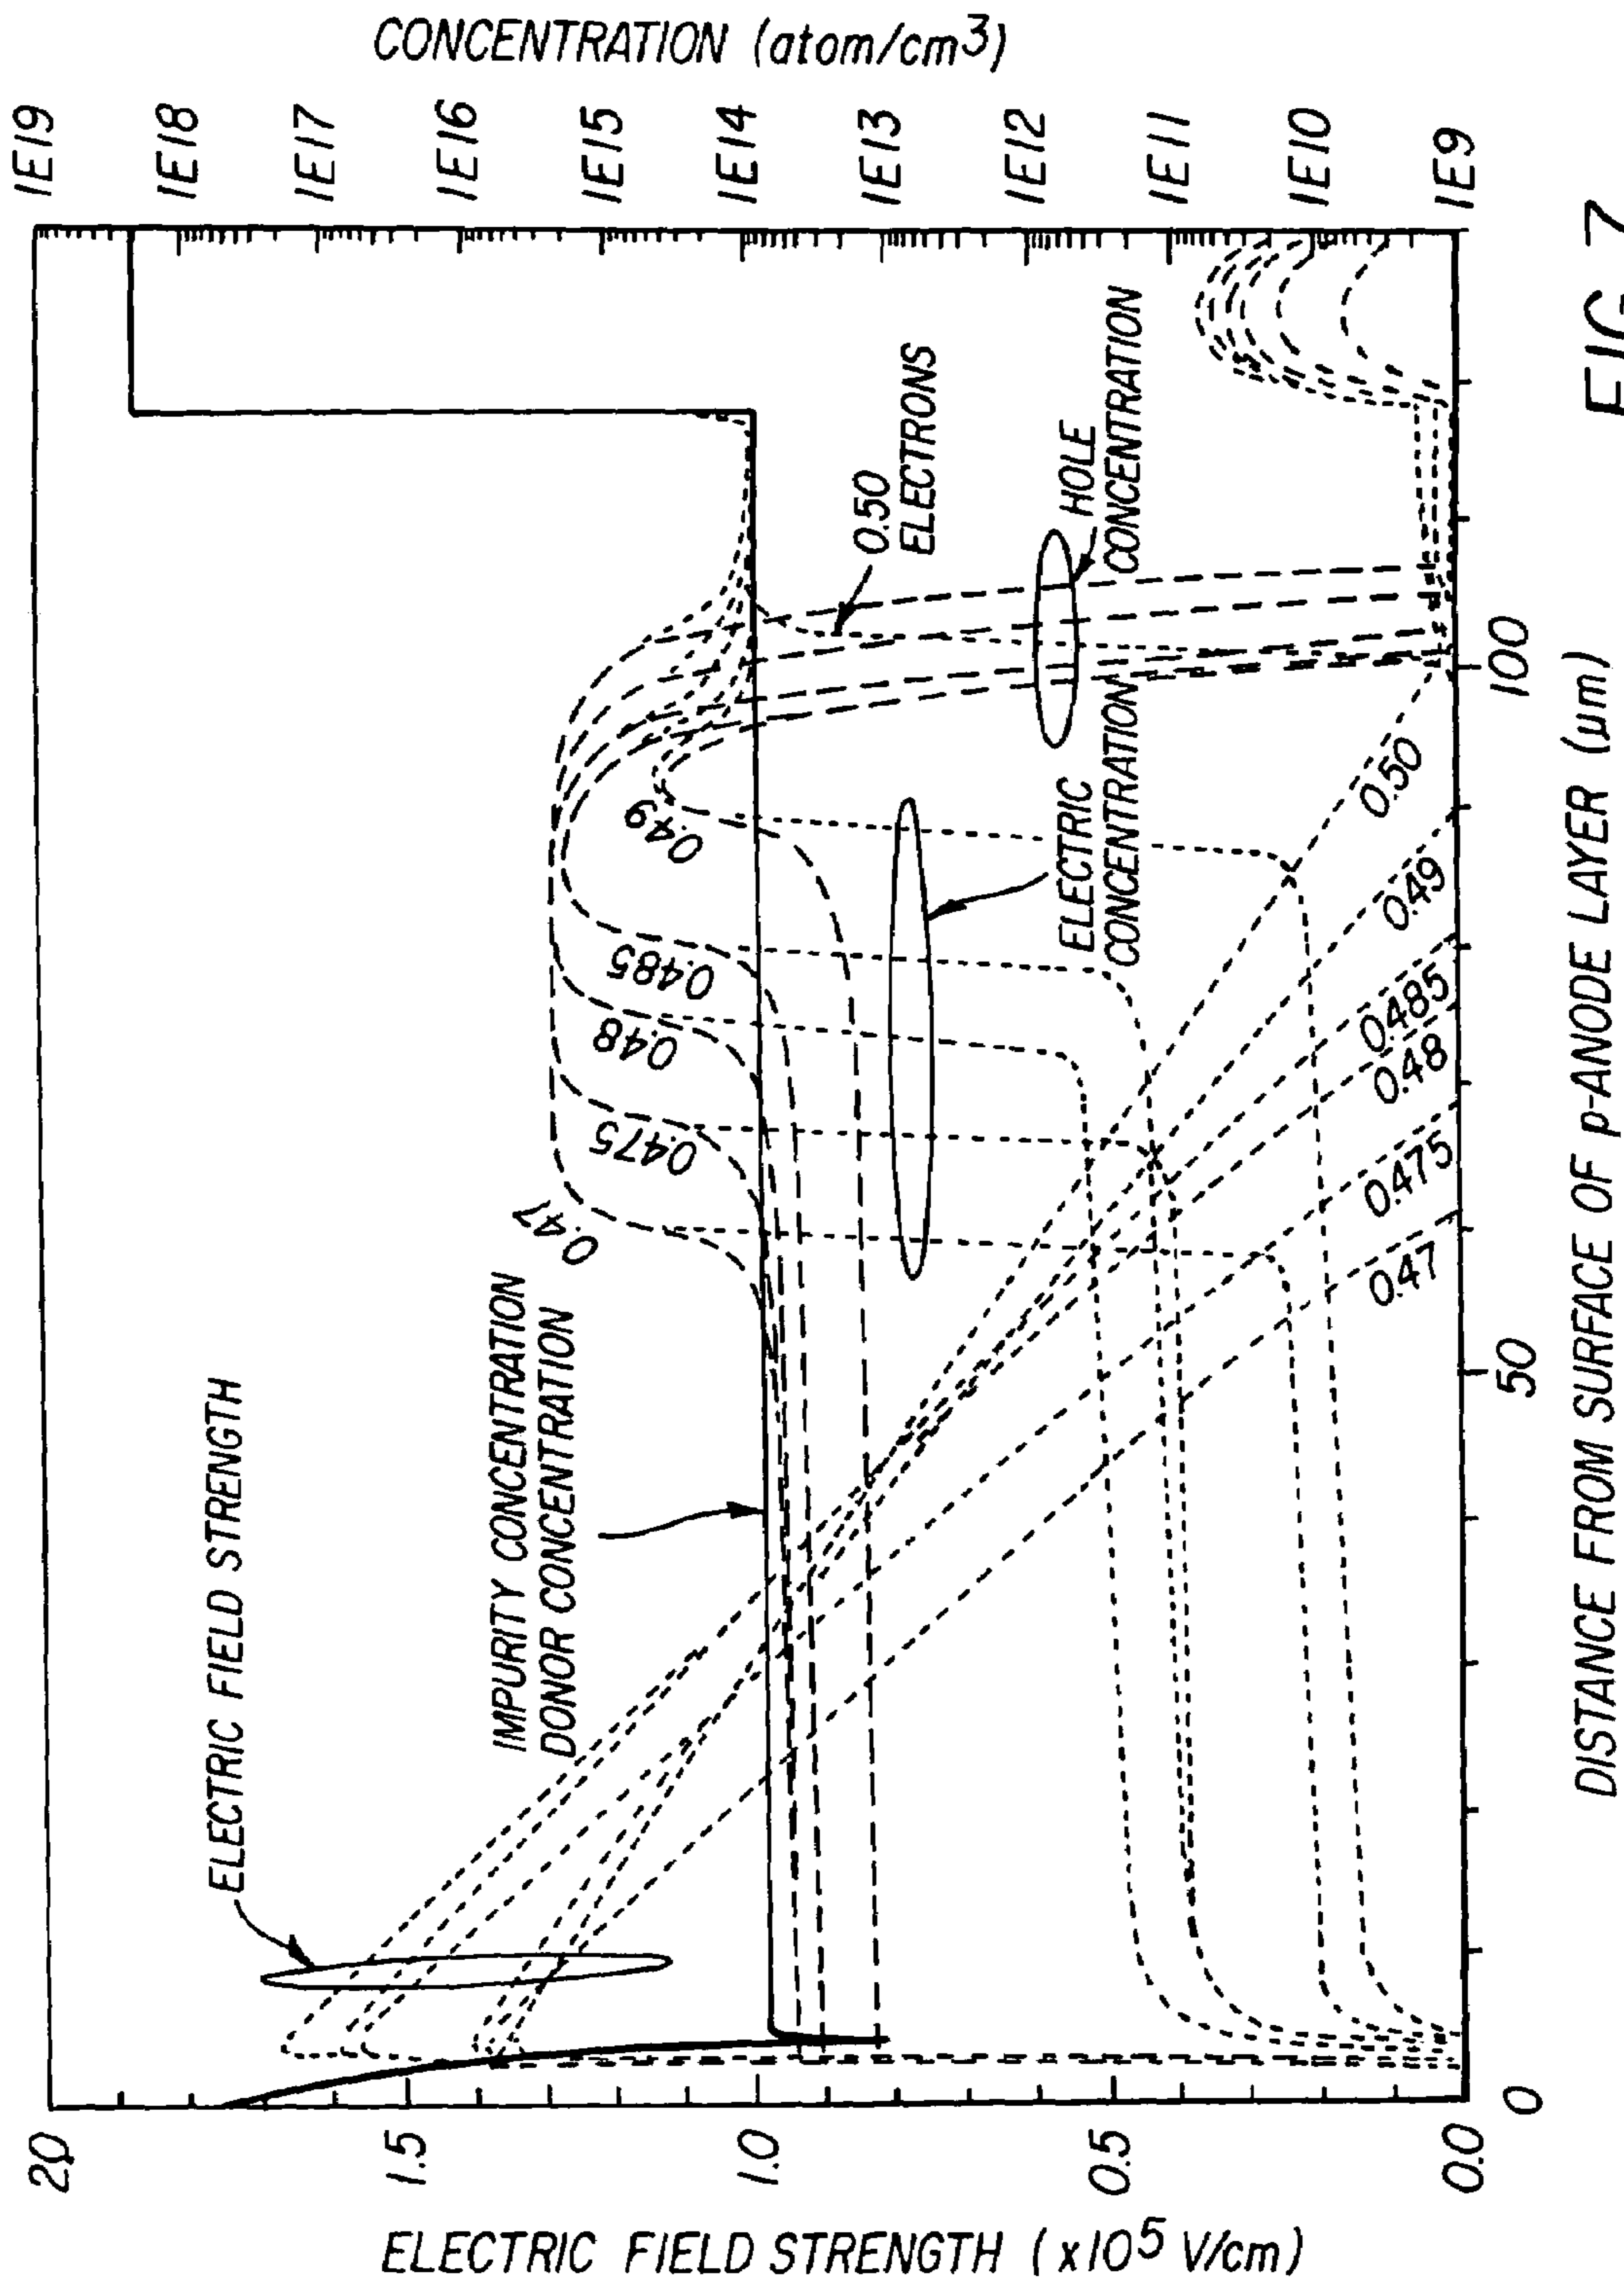 ELECTRIC FIELD STRENGTH (x10⁵ V/cm)
2.0
1.5
1.0
0.5
0.0
CONCENTRATION (atom/cm³)
1E19
1E18
1E17
1E16
1E15
1E14
1E13
1E12
1E11
1E10
1E9
ELECTRIC FIELD STRENGTH
IMPURITY CONCENTRATION
DONOR CONCENTRATION
0.47
0.475
0.48
0.485
0.49
0.50
ELECTRONS
ELECTRIC
CONCENTRATION
HOLE
CONCENTRATION
0.47
0.475
0.48
0.485
0.49
0.50
0
50
100
DISTANCE FROM SURFACE OF p-ANODE LAYER (μm)
FIG. 7